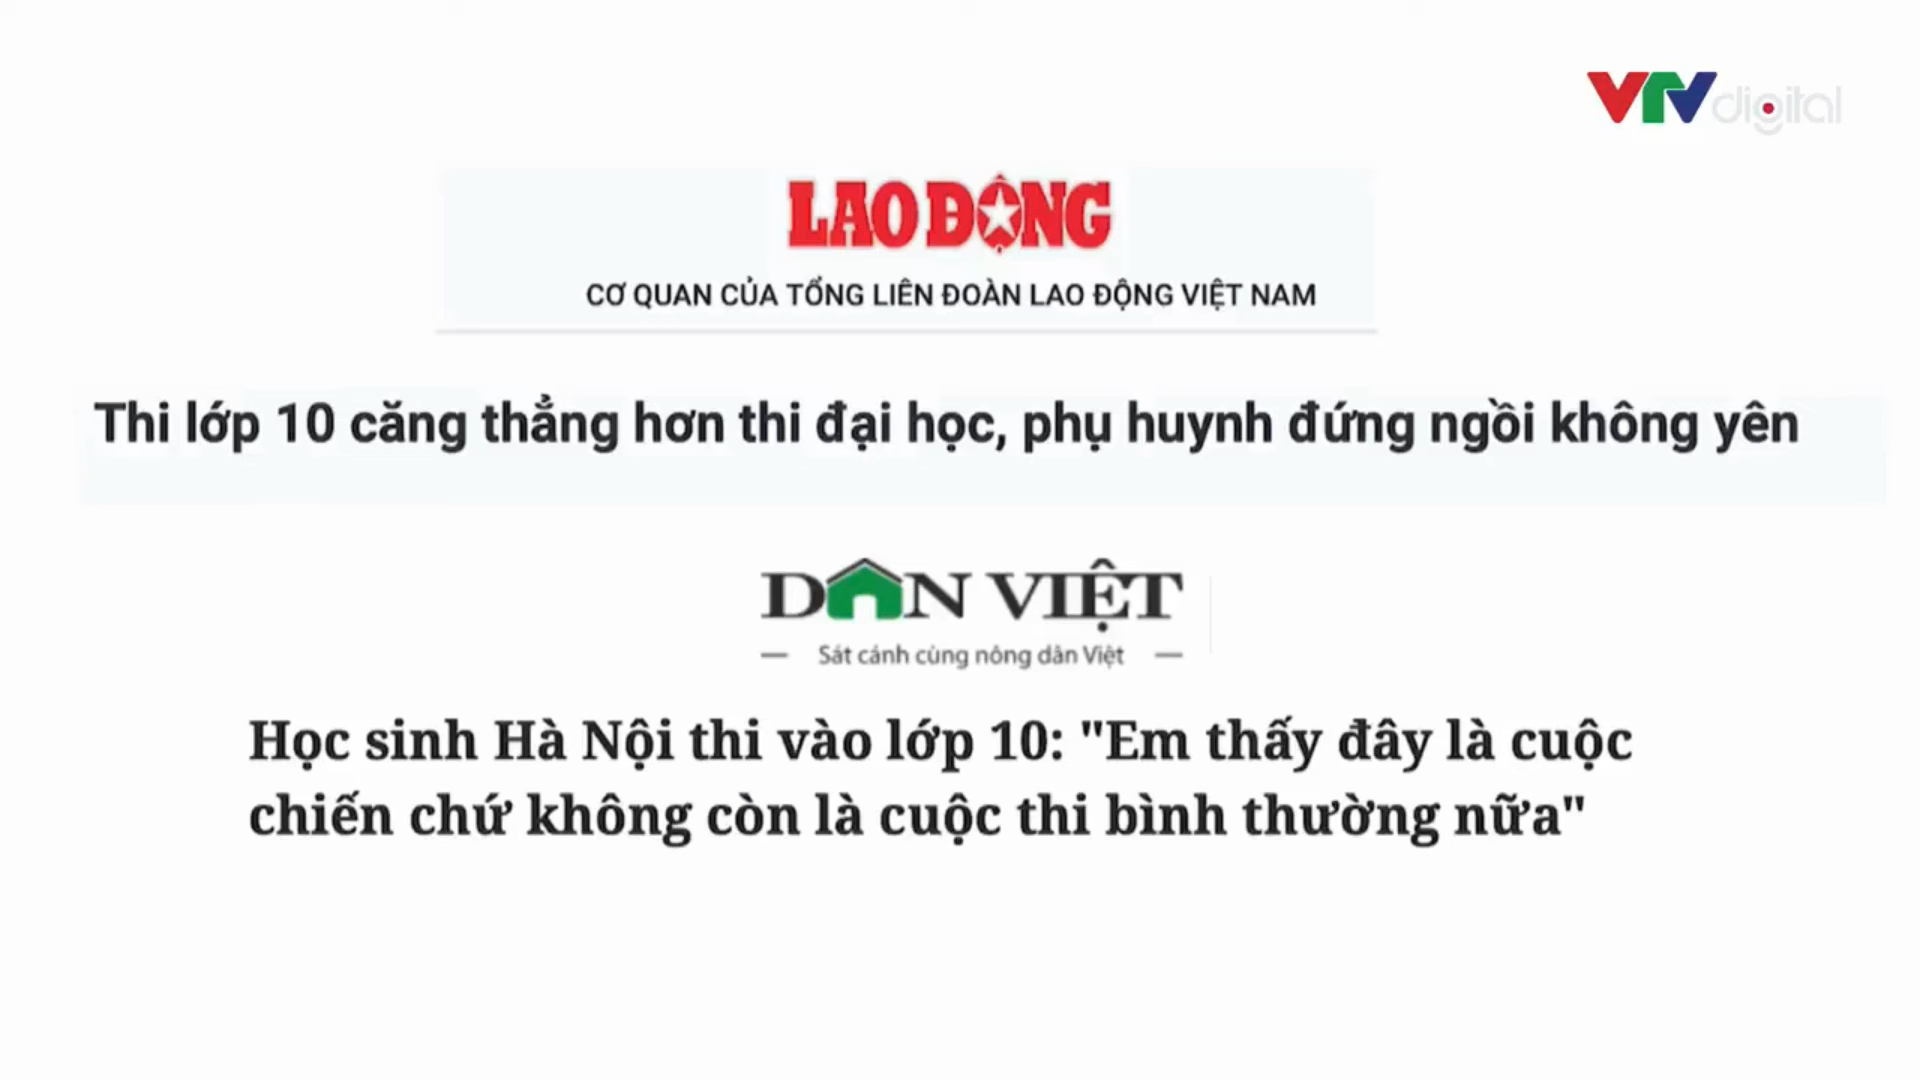 VTV digital
LAO ĐỘNG
CƠ QUAN CỦA TỔNG LIÊN ĐOÀN LAO ĐỘNG VIỆT NAM
Thi lớp 10 căng thẳng hơn thi đại học, phụ huynh đứng ngồi không yên
DÂN VIỆT
— Sát cánh cùng nông dân Việt —
Học sinh Hà Nội thi vào lớp 10: "Em thấy đây là cuộc
chiến chứ không còn là cuộc thi bình thường nữa"